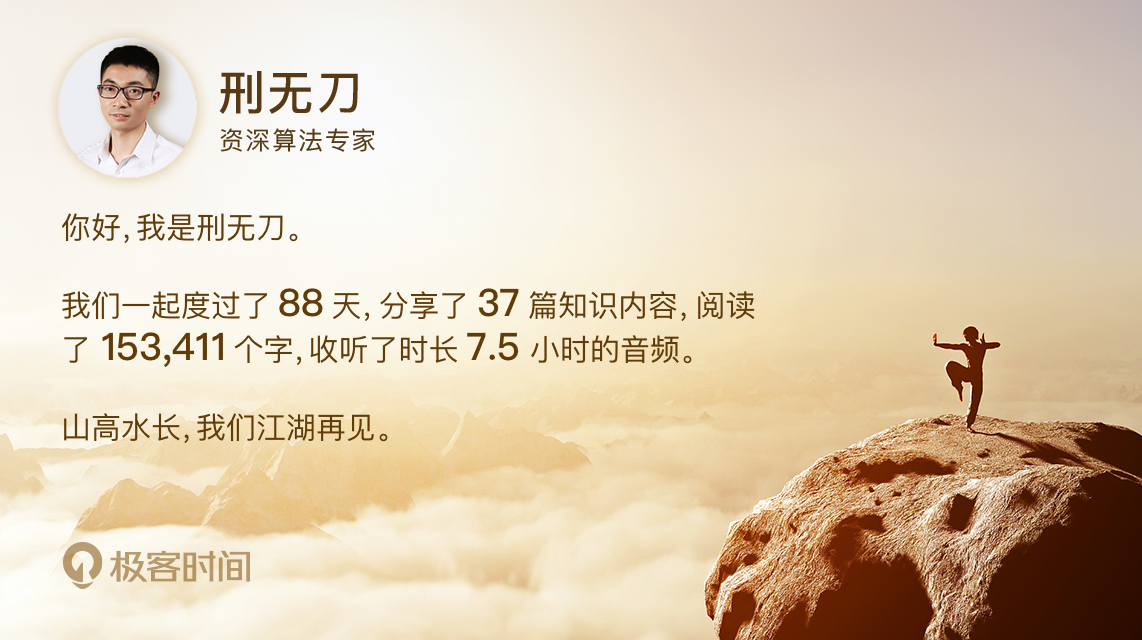 刑无刀
资深算法专家
你好,我是刑无刀。
我们一起度过了 88 天,分享了 37 篇知识内容,阅读
了 153,411 个字,收听了时长 7.5 小时的音频。
山高水长,我们江湖再见。
极客时间